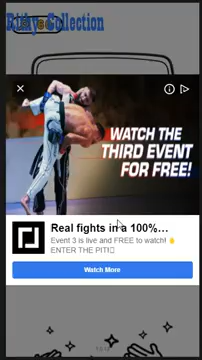 Rithy Collection
WATCH THE
THIRD EVENT
FOR FREE!
Real fights in a 100%...
Event 3 is live and FREE to watch! 👆
ENTER THE PIT!
Watch More